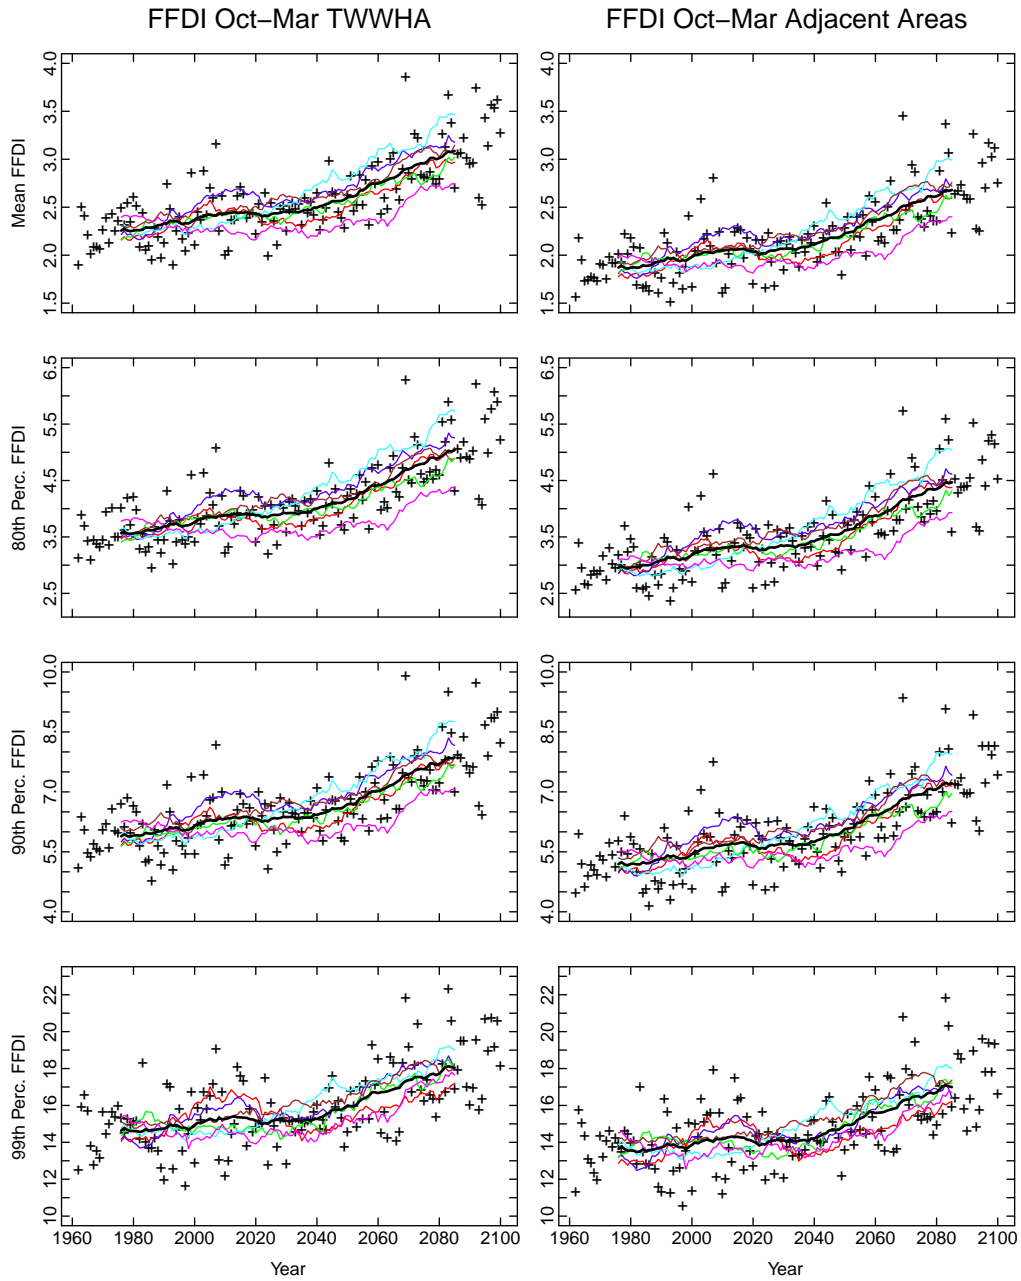 FFDI Oct−Mar TWWHA
FFDI Oct−Mar Adjacent Areas
Mean FFDI
1.5 2.0 2.5 3.0 3.5 4.0
1.5 2.0 2.5 3.0 3.5 4.0
80th Perc. FFDI
2.5 3.5 4.5 5.5 6.5
2.5 3.5 4.5 5.5 6.5
90th Perc. FFDI
4.0 5.5 7.0 8.5 10.0
4.0 5.5 7.0 8.5 10.0
99th Perc. FFDI
10 12 14 16 18 20 22
10 12 14 16 18 20 22
1960 1980 2000 2020 2040 2060 2080 2100
1960 1980 2000 2020 2040 2060 2080 2100
Year
Year